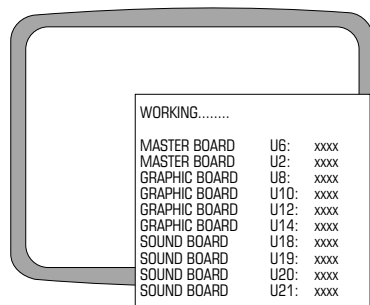 WORKING........
MASTER BOARD U6: xxxx
MASTER BOARD U2: xxxx
GRAPHIC BOARD U8: xxxx
GRAPHIC BOARD U10: xxxx
GRAPHIC BOARD U12: xxxx
GRAPHIC BOARD U14: xxxx
SOUND BOARD U18: xxxx
SOUND BOARD U19: xxxx
SOUND BOARD U20: xxxx
SOUND BOARD U21: xxxx